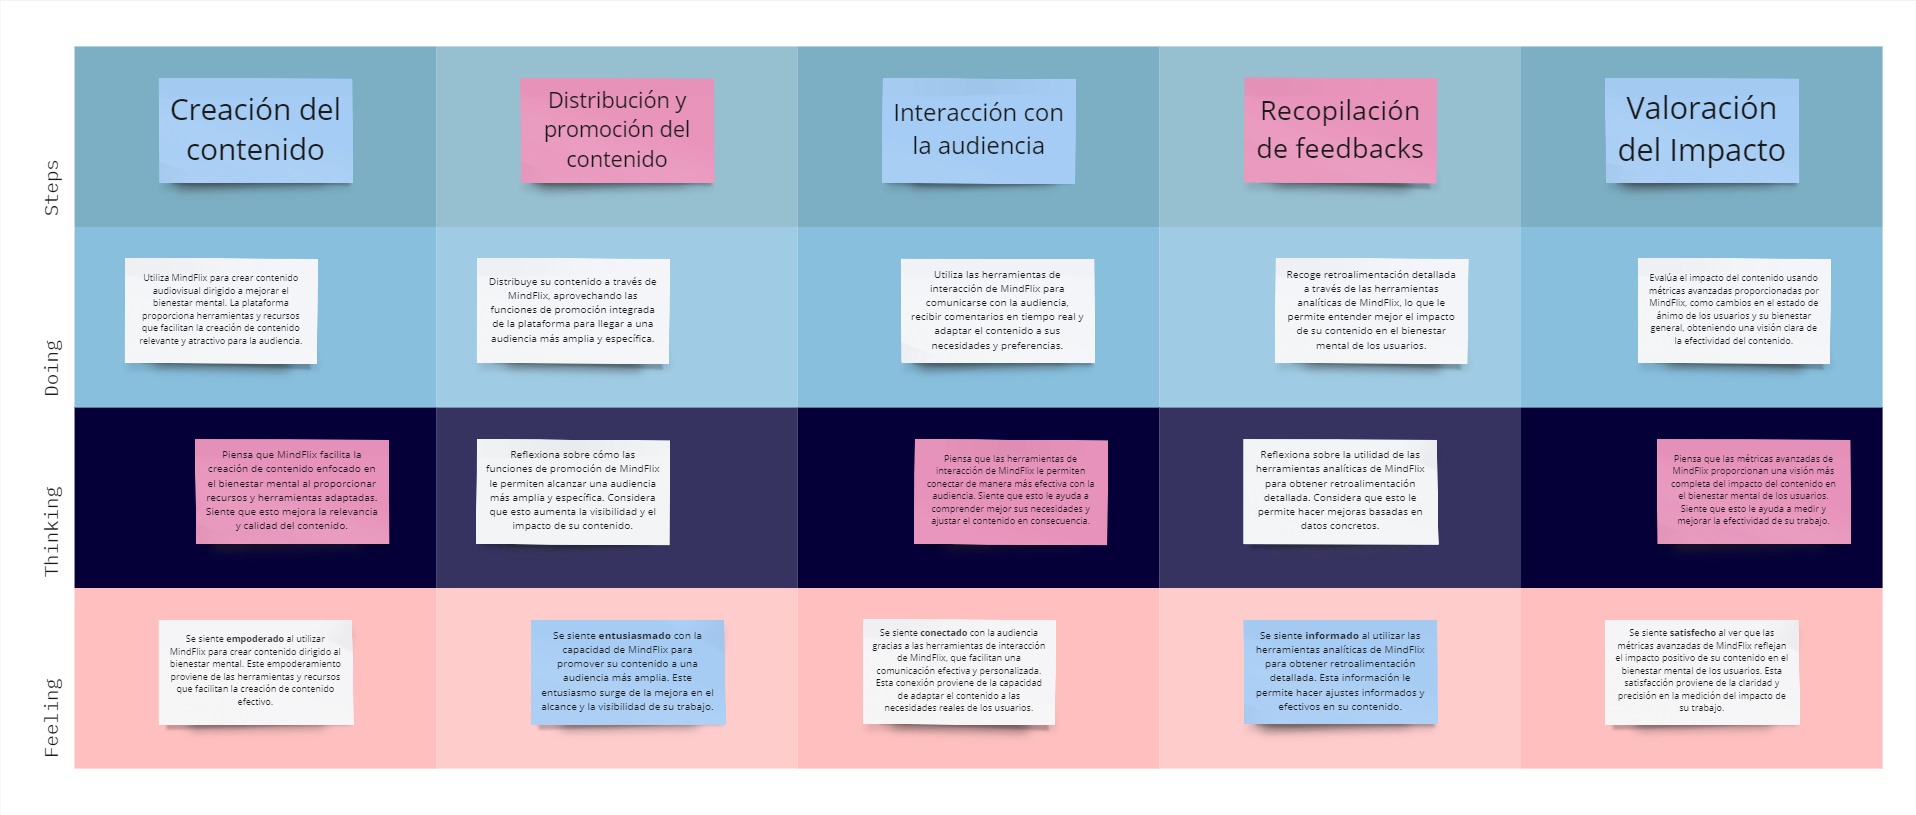 Steps
Creación del
contenido
Distribución y
promoción del
contenido
Interacción con
la audiencia
Recopilación
de feedbacks
Valoración
del Impacto
Doing
Utiliza MindFlix para crear contenido
audiovisual dirigido a mejorar el
bienestar mental. La plataforma
proporciona herramientas y recursos
que facilitan la creación de contenido
relevante y atractivo para la audiencia.
Distribuye su contenido a través de
MindFlix, aprovechando las
funciones de promoción integrada
de la plataforma para llegar a una
audiencia más amplia y específica.
Utiliza las herramientas de
interacción de MindFlix para
comunicarse con la audiencia,
recibir comentarios en tiempo real y
adaptar el contenido a sus
necesidades y preferencias.
Recoge retroalimentación detallada
a través de las herramientas
analíticas de MindFlix, lo que le
permite entender mejor el impacto
de su contenido en el bienestar
mental de los usuarios.
Evalúa el impacto del contenido usando
métricas avanzadas proporcionadas por
MindFlix, como cambios en el estado de
ánimo de los usuarios y su bienestar
general, obteniendo una visión clara de
la efectividad del contenido.
Thinking
Piensa que MindFlix facilita la
creación de contenido enfocado en
el bienestar mental al proporcionar
recursos y herramientas adaptadas.
Siente que esto mejora la relevancia
y calidad del contenido.
Reflexiona sobre cómo las
funciones de promoción de MindFlix
le permiten alcanzar una audiencia
más amplia y específica. Considera
que esto aumenta la visibilidad y el
impacto de su contenido.
Piensa que las herramientas de
interacción de MindFlix le permiten
conectar de manera más efectiva con la
audiencia. Siente que esto le ayuda a
comprender mejor sus necesidades y
ajustar el contenido en consecuencia.
Reflexiona sobre la utilidad de las
herramientas analíticas de MindFlix
para obtener retroalimentación
detallada. Considera que esto le
permite hacer mejoras basadas en
datos concretos.
Piensa que las métricas avanzadas de
MindFlix proporcionan una visión más
completa del impacto del contenido en
el bienestar mental de los usuarios.
Siente que esto le ayuda a medir y
mejorar la efectividad de su trabajo.
Feeling
Se siente empoderado al utilizar
MindFlix para crear contenido dirigido al
bienestar mental. Este empoderamiento
proviene de las herramientas y recursos
que facilitan la creación de contenido
efectivo.
Se siente entusiasmado con la
capacidad de MindFlix para
promover su contenido a una
audiencia más amplia. Este
entusiasmo surge de la mejora en el
alcance y la visibilidad de su trabajo.
Se siente conectado con la audiencia
gracias a las herramientas de interacción
de MindFlix, que facilitan una
comunicación efectiva y personalizada.
Esta conexión proviene de la capacidad
de adaptar el contenido a las
necesidades reales de los usuarios.
Se siente informado al utilizar las
herramientas analíticas de MindFlix
para obtener retroalimentación
detallada. Esta información le
permite hacer ajustes informados y
efectivos en su contenido.
Se siente satisfecho al ver que las
métricas avanzadas de MindFlix reflejan
el impacto positivo de su contenido en el
bienestar mental de los usuarios. Esta
satisfacción proviene de la claridad y
precisión en la medición del impacto de
su trabajo.